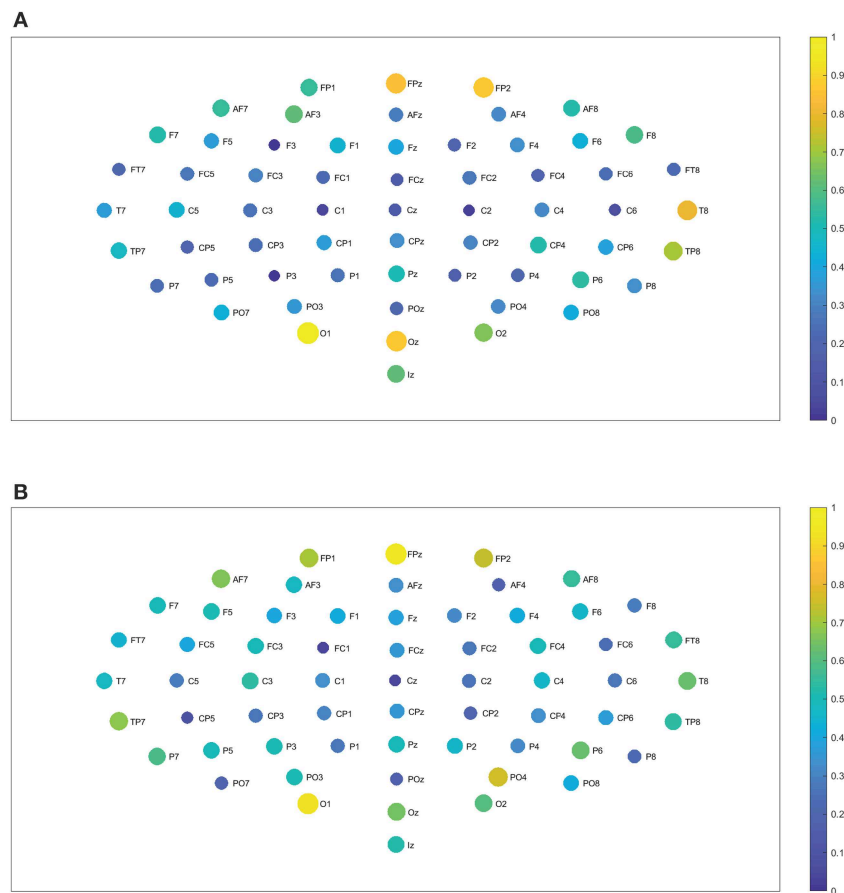 A
FP1 FPz FP2
AF7 AF3 AFz AF4 AF8
F7 F5 F3 F1 Fz F2 F4 F6 F8
FT7 FC5 FC3 FC1 FCz FC2 FC4 FC6 FT8
T7 C5 C3 C1 Cz C2 C4 C6 T8
TP7 CP5 CP3 CP1 CPz CP2 CP4 CP6 TP8
P7 P5 P3 P1 Pz P2 P4 P6 P8
PO7 PO3 POz PO4 PO8
O1 Oz O2
Iz
1
0.9
0.8
0.7
0.6
0.5
0.4
0.3
0.2
0.1
0
B
FP1 FPz FP2
AF7 AF3 AFz AF4 AF8
F7 F5 F3 F1 Fz F2 F4 F6 F8
FT7 FC5 FC3 FC1 FCz FC2 FC4 FC6 FT8
T7 C5 C3 C1 Cz C2 C4 C6 T8
TP7 CP5 CP3 CP1 CPz CP2 CP4 CP6 TP8
P7 P5 P3 P1 Pz P2 P4 P6 P8
PO7 PO3 POz PO4 PO8
O1 Oz O2
Iz
1
0.9
0.8
0.7
0.6
0.5
0.4
0.3
0.2
0.1
0